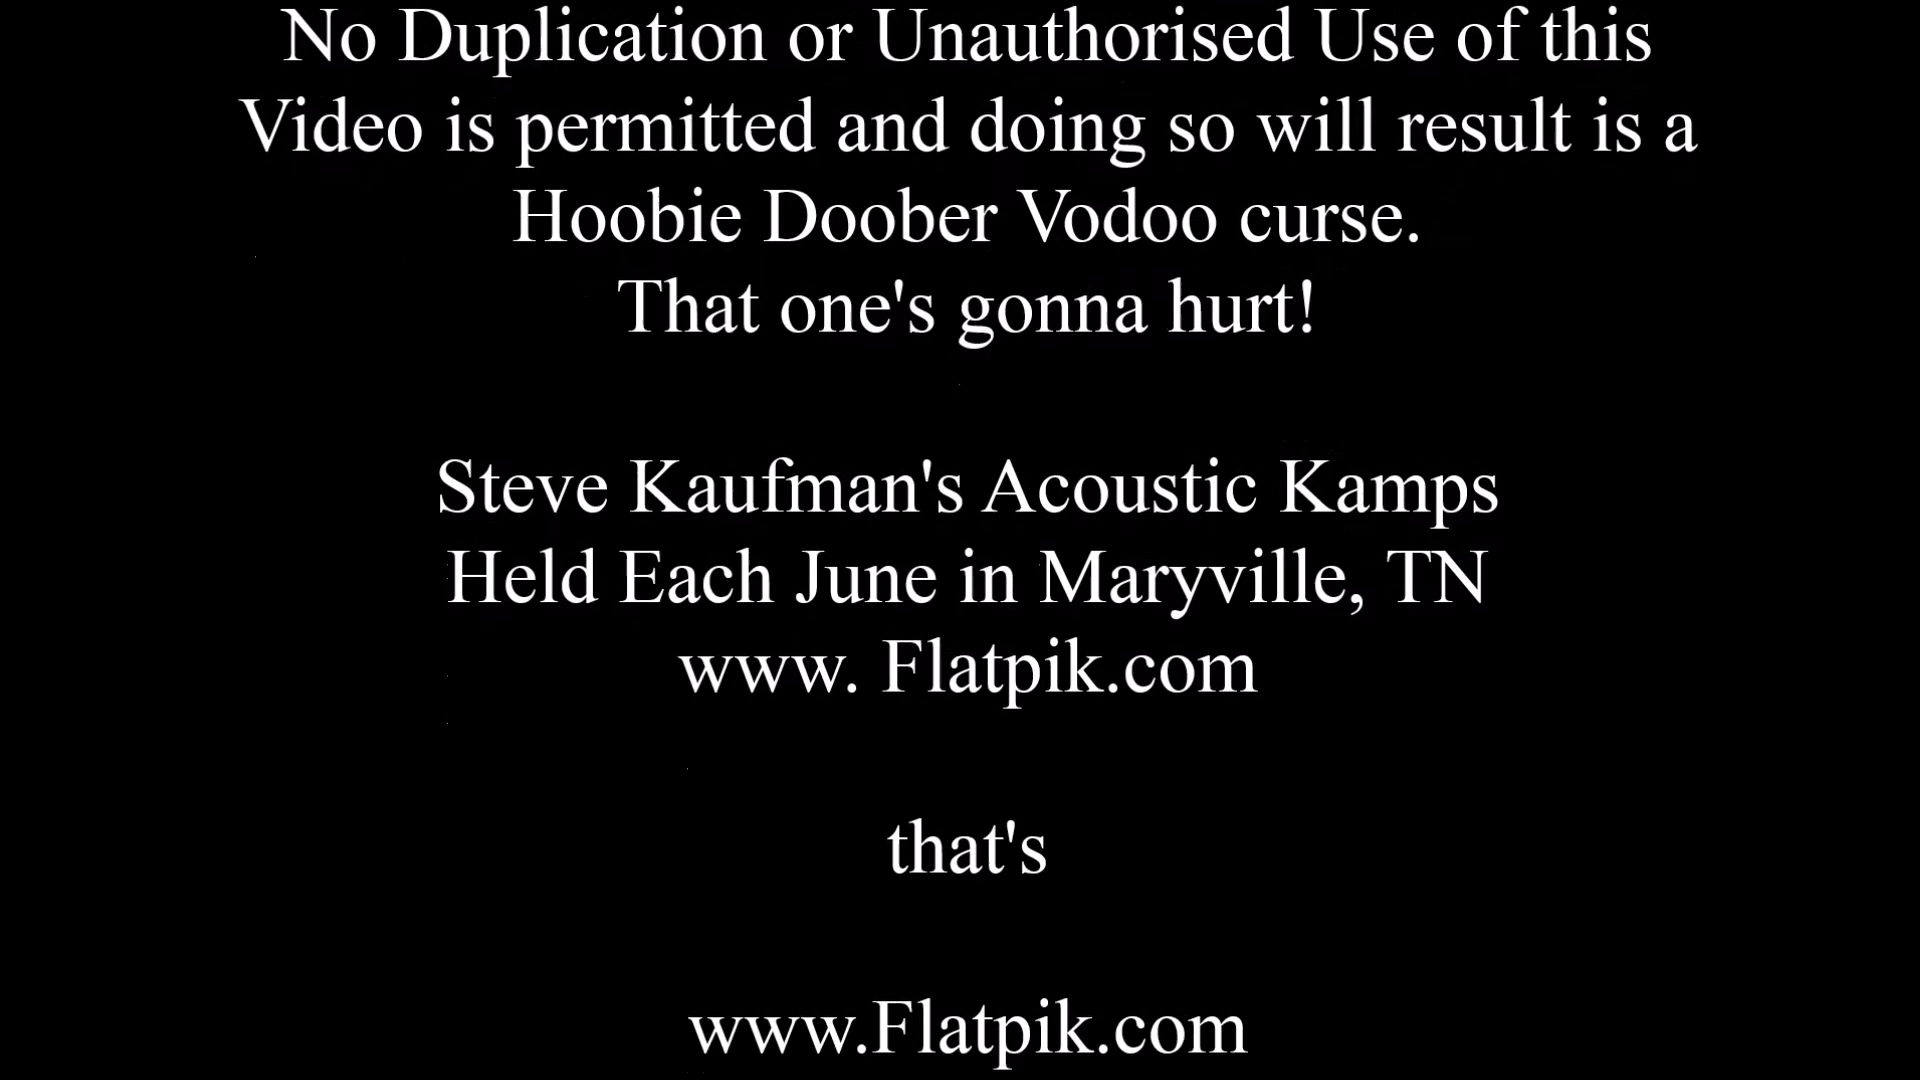 No Duplication or Unauthorised Use of this
Video is permitted and doing so will result is a
Hoobie Doober Vodoo curse.
That one's gonna hurt!
Steve Kaufman's Acoustic Kamps
Held Each June in Maryville, TN
www. Flatpik.com
that's
www.Flatpik.com